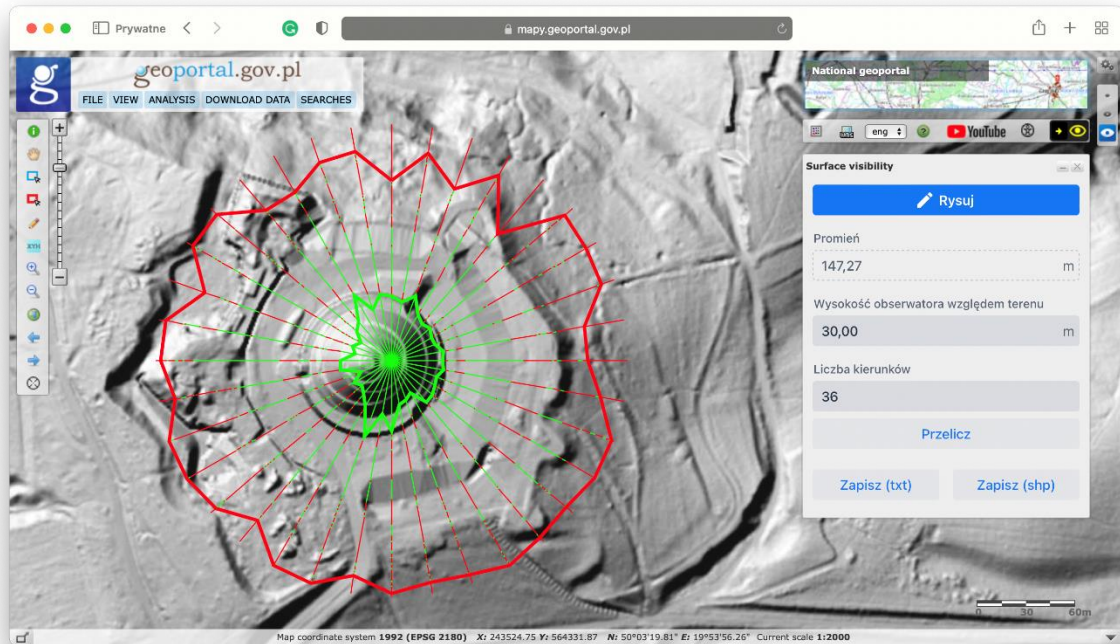 Prywatne
mapy.geoportal.gov.pl
geoportal.gov.pl
FILE VIEW ANALYSIS DOWNLOAD DATA SEARCHES
National geoportal
eng YouTube
XYH
Surface visibility
Rysuj
Promień
147,27 m
Wysokość obserwatora względem terenu
30,00 m
Liczba kierunków
36
Przelicz
Zapisz (txt) Zapisz (shp)
0 30 60m
Map coordinate system 1992 (EPSG 2180) X: 243524.75 Y: 564331.87 N: 50°03'19.81" E: 19°53'56.26" Current scale 1:2000